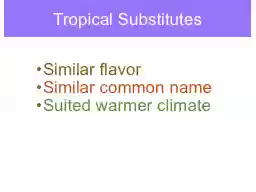 Tropical Substitutes
•Similar flavor
•Similar common name
•Suited warmer climate